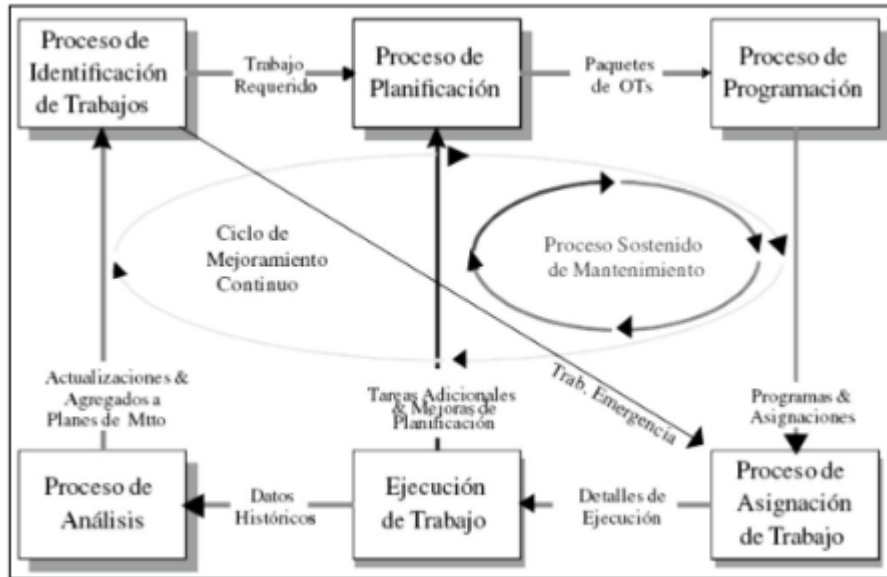 Proceso de
Identificación
de Trabajos
Trabajo
Requerido
Proceso de
Planificación
Paquetes
de OTs
Proceso de
Programación
Ciclo de
Mejoramiento
Continuo
Proceso Sostenido
de Mantenimiento
Actualizaciones &
Agregados a
Planes de Mtto
Tareas Adicionales
& Mejoras de
Planificación
Trab. Emergencia
Programas &
Asignaciones
Proceso de
Análisis
Datos
Históricos
Ejecución
de Trabajo
Detalles de
Ejecución
Proceso de
Asignación
de Trabajo